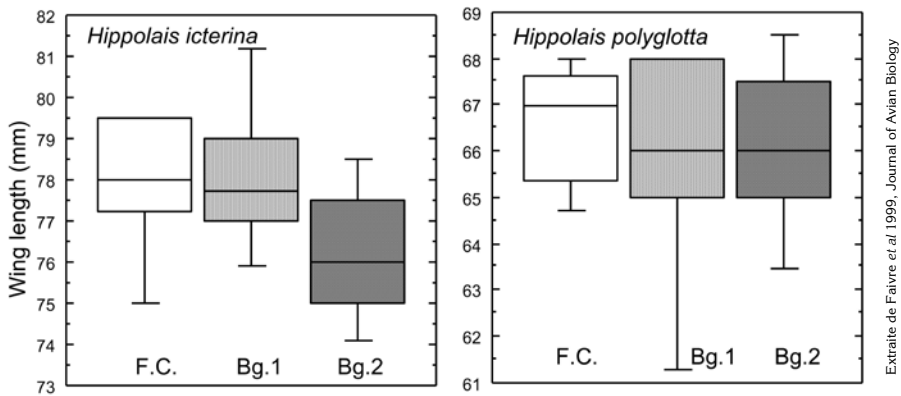 Hippolais icterina
Wing length (mm)
82
81
80
79
78
77
76
75
74
73
F.C.
Bg.1
Bg.2
Hippolais polyglotta
69
68
67
66
65
64
63
62
61
F.C.
Bg.1
Bg.2
Extraite de Faivre et al 1999, Journal of Avian Biology